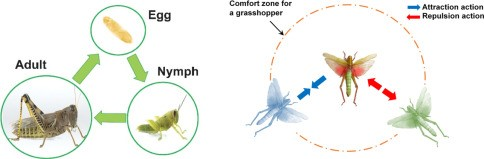 Egg
Adult
Nymph
Comfort zone for
a grasshopper
Attraction action
Repulsion action